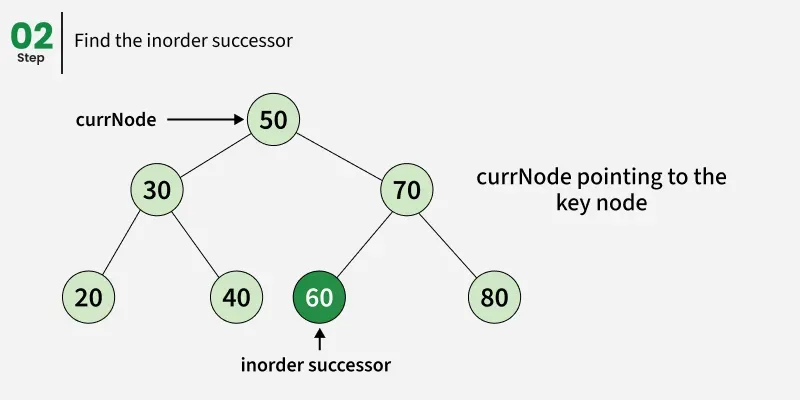 02
Step
Find the inorder successor
currNode
50
30
70
currNode pointing to the
key node
20
40
60
80
inorder successor